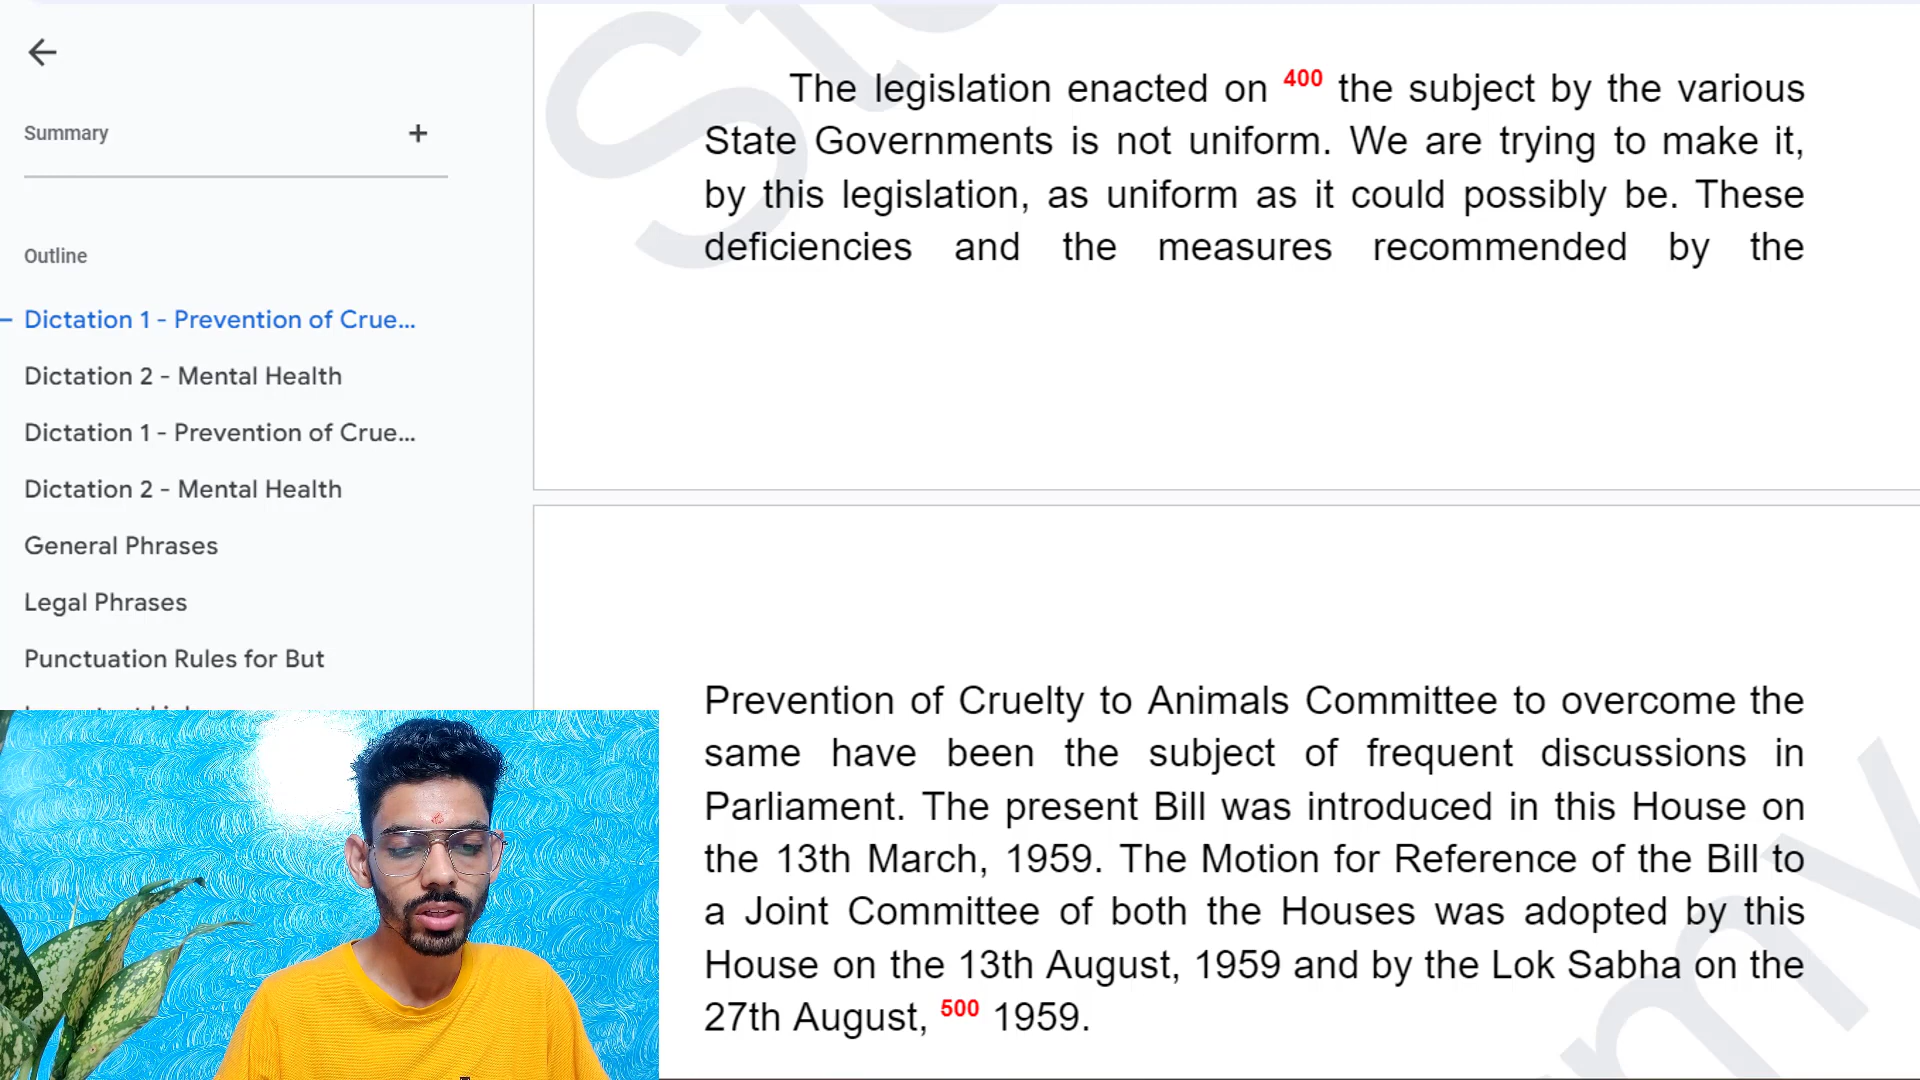 Summary
+
Outline
Dictation 1 - Prevention of Crue...
Dictation 2 - Mental Health
Dictation 1 - Prevention of Crue...
Dictation 2 - Mental Health
General Phrases
Legal Phrases
Punctuation Rules for But
The legislation enacted on 400 the subject by the various
State Governments is not uniform. We are trying to make it,
by this legislation, as uniform as it could possibly be. These
deficiencies and the measures recommended by the
Prevention of Cruelty to Animals Committee to overcome the
same have been the subject of frequent discussions in
Parliament. The present Bill was introduced in this House on
the 13th March, 1959. The Motion for Reference of the Bill to
a Joint Committee of both the Houses was adopted by this
House on the 13th August, 1959 and by the Lok Sabha on the
27th August, 500 1959.